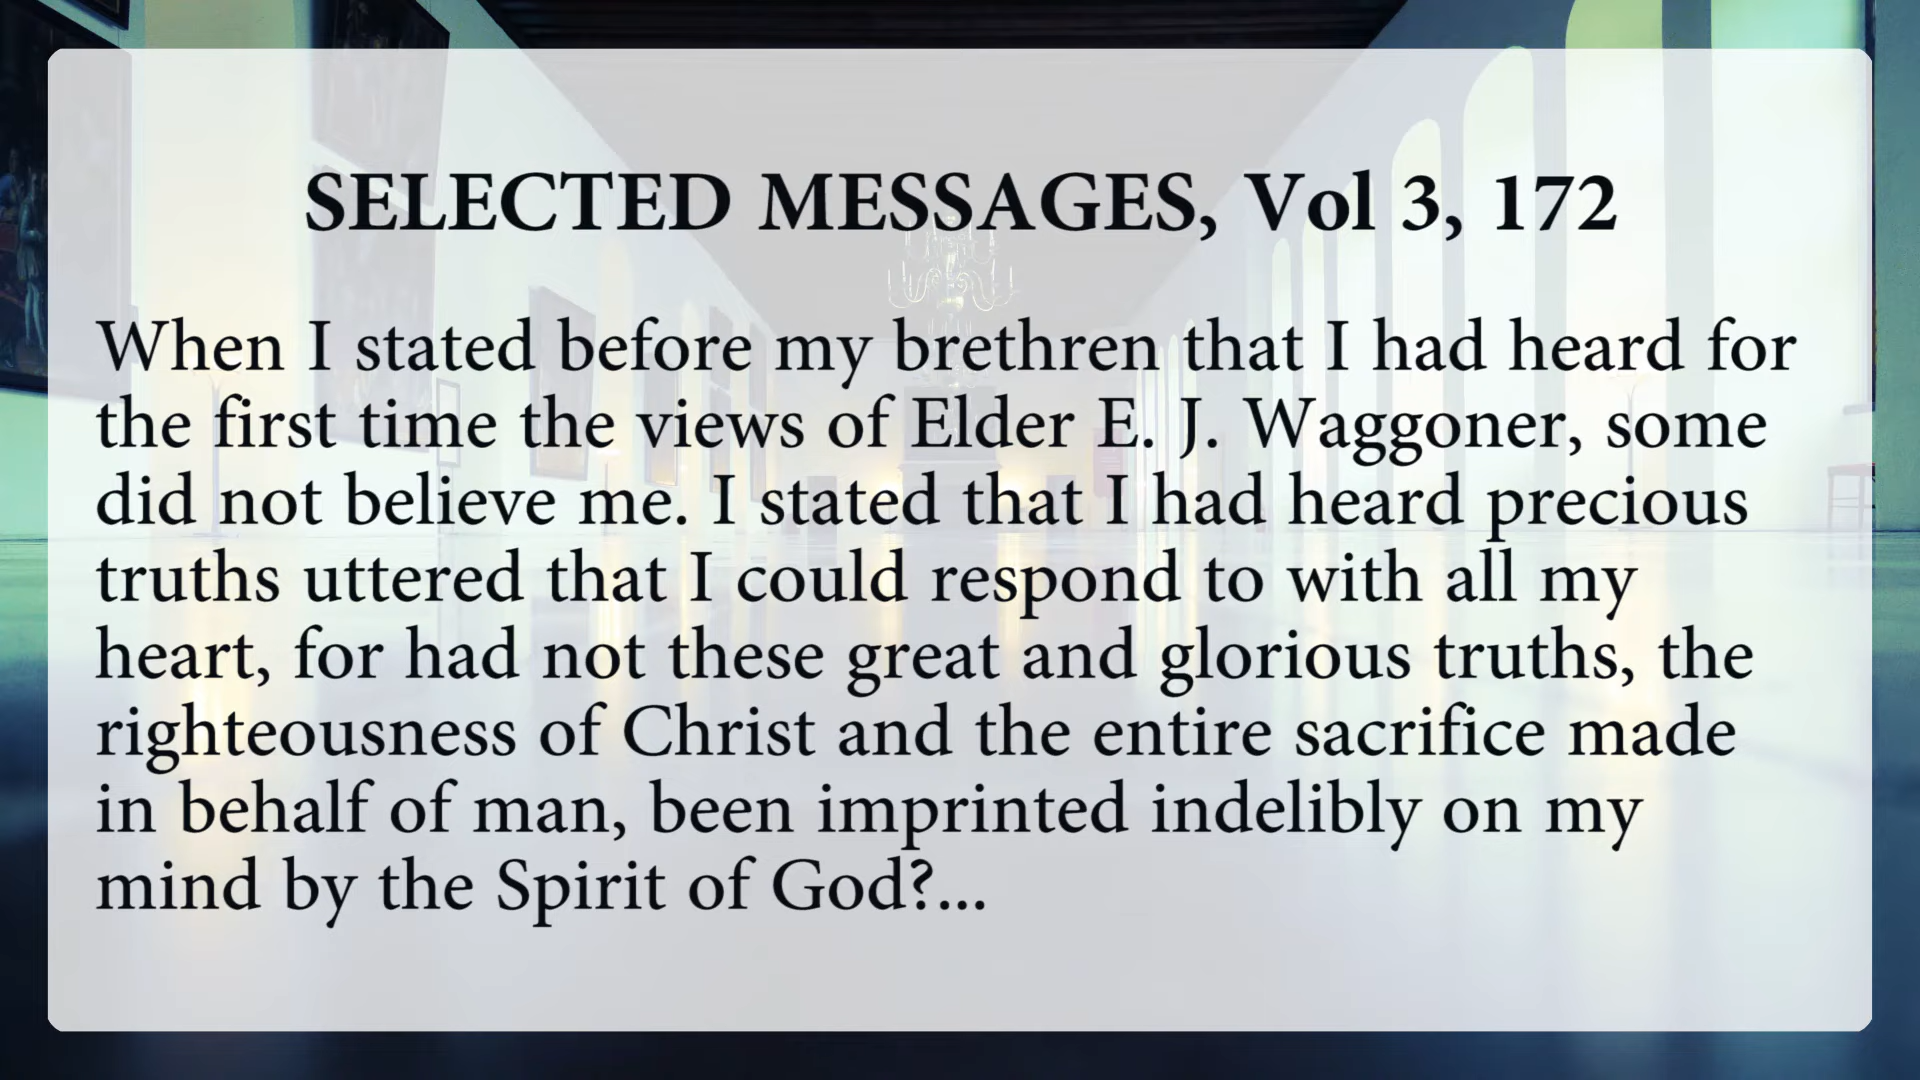 SELECTED MESSAGES, Vol 3, 172
When I stated before my brethren that I had heard for
the first time the views of Elder E. J. Waggoner, some
did not believe me. I stated that I had heard precious
truths uttered that I could respond to with all my
heart, for had not these great and glorious truths, the
righteousness of Christ and the entire sacrifice made
in behalf of man, been imprinted indelibly on my
mind by the Spirit of God?...